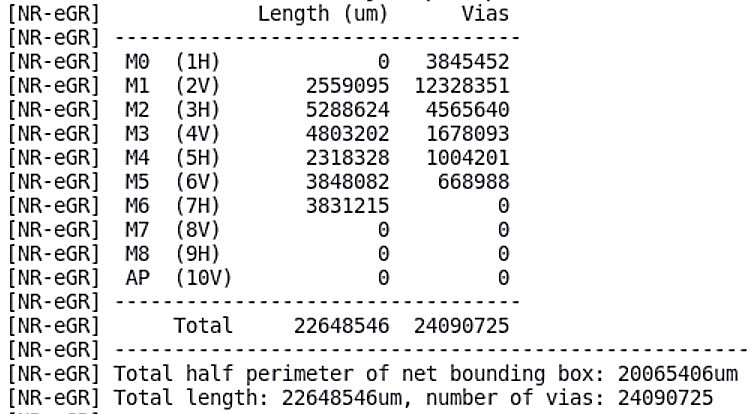 [NR-eGR]             Length (um)      Vias
[NR-eGR] ----------------------------------
[NR-eGR]  M0  (1H)             0   3845452
[NR-eGR]  M1  (2V)       2559095  12328351
[NR-eGR]  M2  (3H)       5288624   4565640
[NR-eGR]  M3  (4V)       4803202   1678093
[NR-eGR]  M4  (5H)       2318328   1004201
[NR-eGR]  M5  (6V)       3848082    668988
[NR-eGR]  M6  (7H)       3831215         0
[NR-eGR]  M7  (8V)             0         0
[NR-eGR]  M8  (9H)             0         0
[NR-eGR]  AP  (10V)            0         0
[NR-eGR] ----------------------------------
[NR-eGR]      Total     22648546  24090725
[NR-eGR] -----------------------------------------------------
[NR-eGR] Total half perimeter of net bounding box: 20065406um
[NR-eGR] Total length: 22648546um, number of vias: 24090725